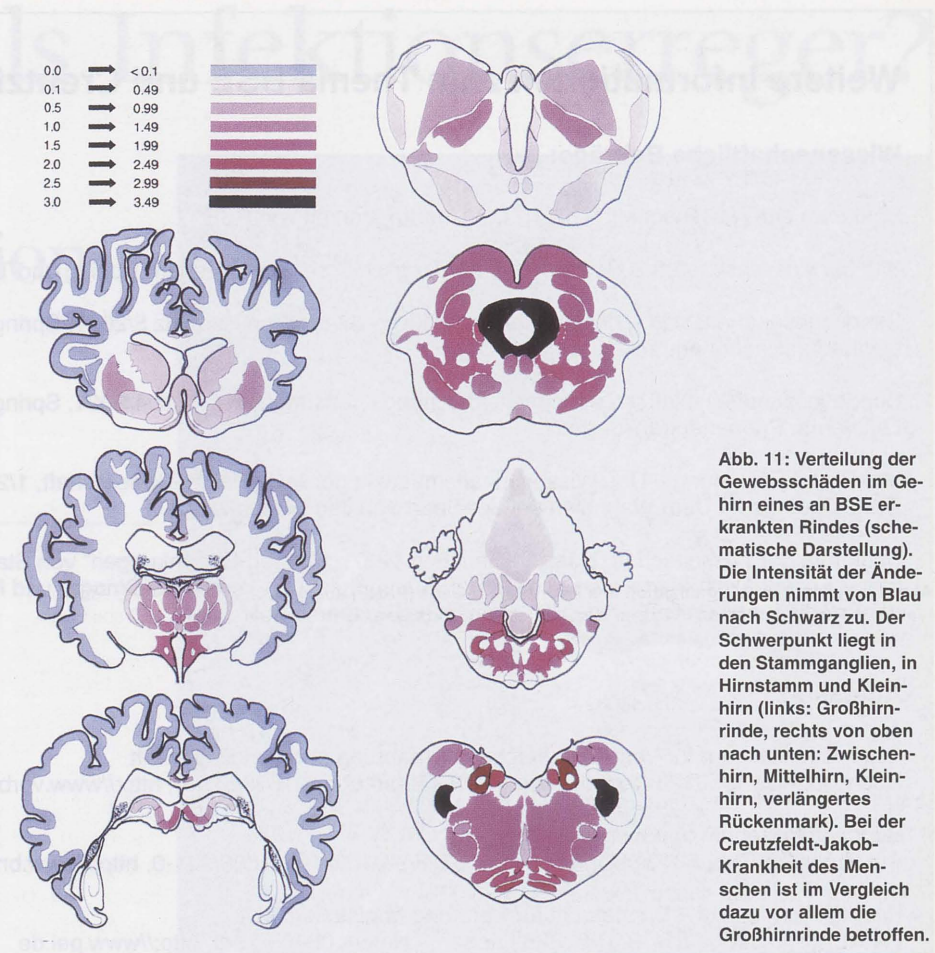 0.0 → <0.1
0.1 → 0.49
0.5 → 0.99
1.0 → 1.49
1.5 → 1.99
2.0 → 2.49
2.5 → 2.99
3.0 → 3.49
Abb. 11: Verteilung der
Gewebsschäden im Ge-
hirn eines an BSE er-
krankten Rindes (sche-
matische Darstellung).
Die Intensität der Ände-
rungen nimmt von Blau
nach Schwarz zu. Der
Schwerpunkt liegt in
den Stammganglien, in
Hirnstamm und Klein-
hirn (links: Großhirn-
rinde, rechts von oben
nach unten: Zwischen-
hirn, Mittelhirn, Klein-
hirn, verlängertes
Rückenmark). Bei der
Creutzfeldt-Jakob-
Krankheit des Men-
schen ist im Vergleich
dazu vor allem die
Großhirnrinde betroffen.